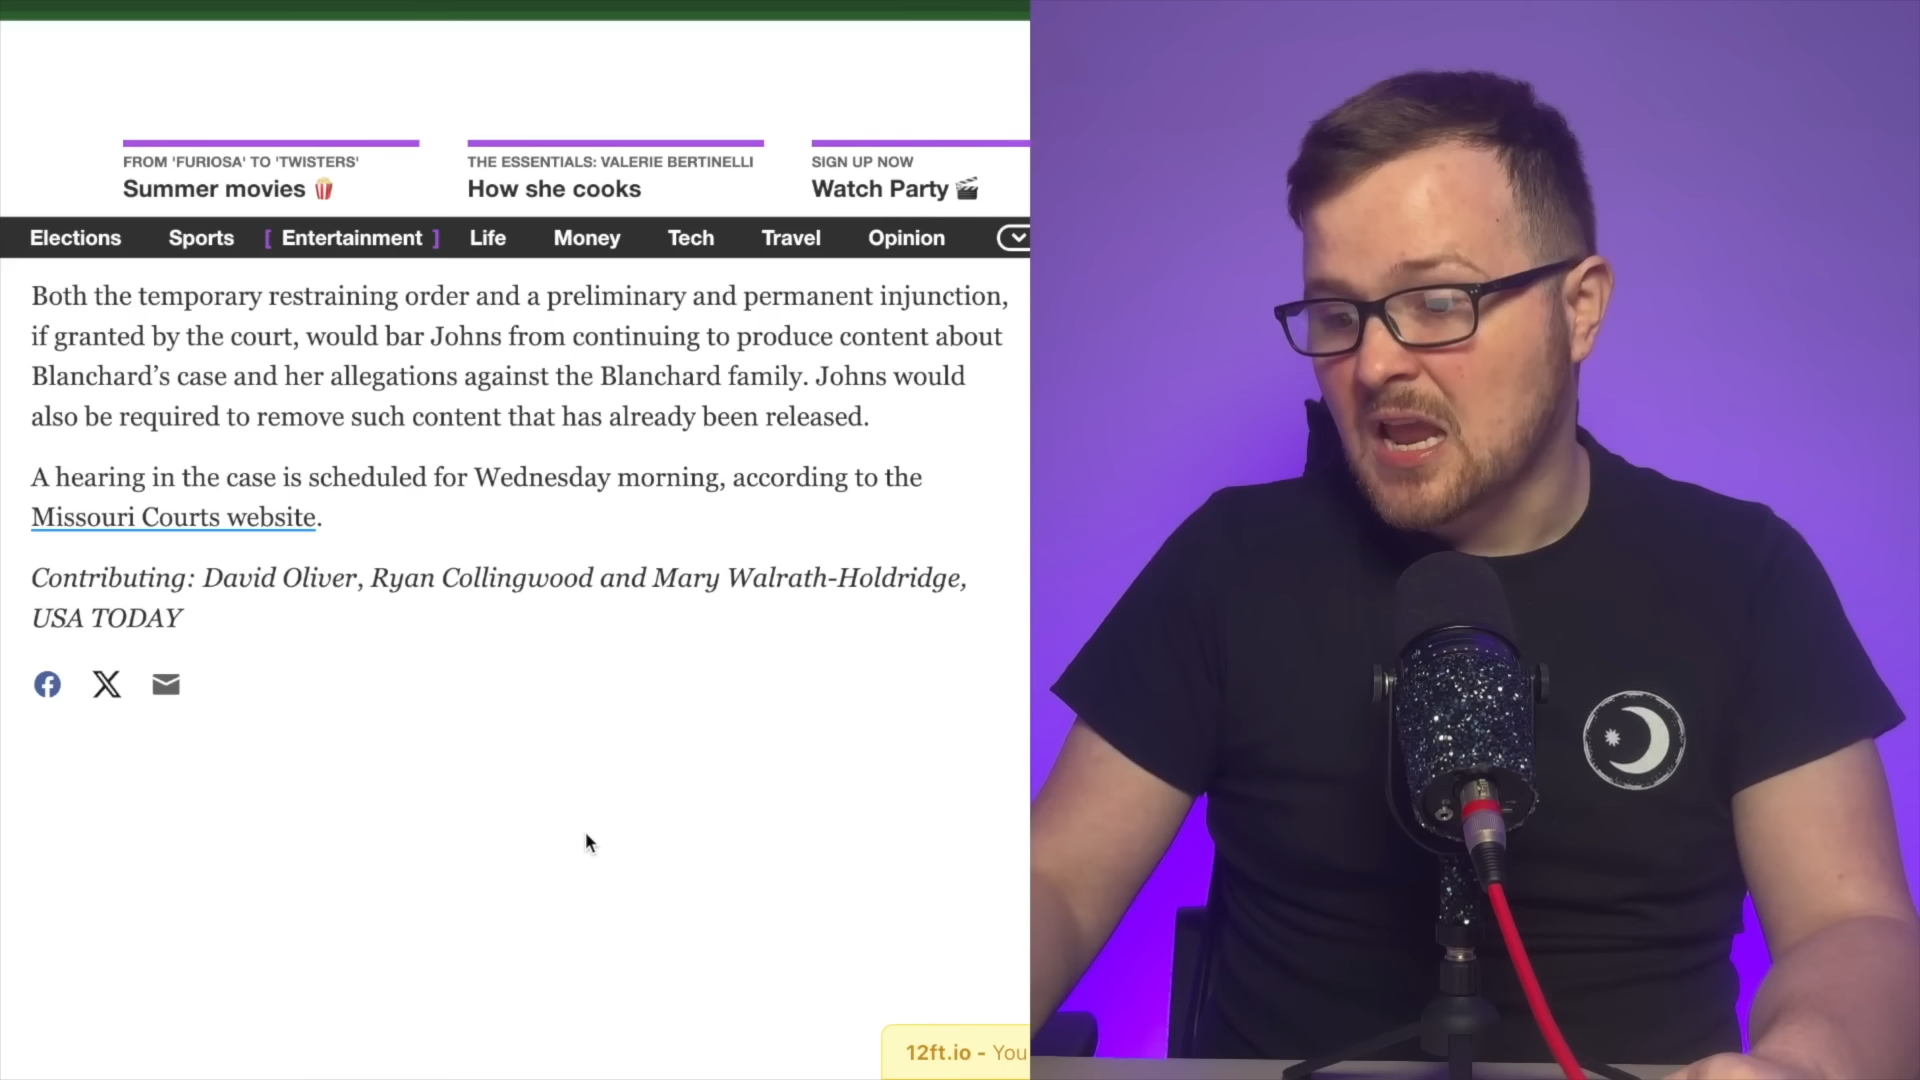 FROM 'FURIOSA' TO 'TWISTERS'
Summer movies
THE ESSENTIALS: VALERIE BERTINELLI
How she cooks
SIGN UP NOW
Watch Party
Elections Sports [ Entertainment ] Life Money Tech Travel Opinion
Both the temporary restraining order and a preliminary and permanent injunction,
if granted by the court, would bar Johns from continuing to produce content about
Blanchard’s case and her allegations against the Blanchard family. Johns would
also be required to remove such content that has already been released.
A hearing in the case is scheduled for Wednesday morning, according to the
Missouri Courts website.
Contributing: David Oliver, Ryan Collingwood and Mary Walrath-Holdridge,
USA TODAY
12ft.io - You